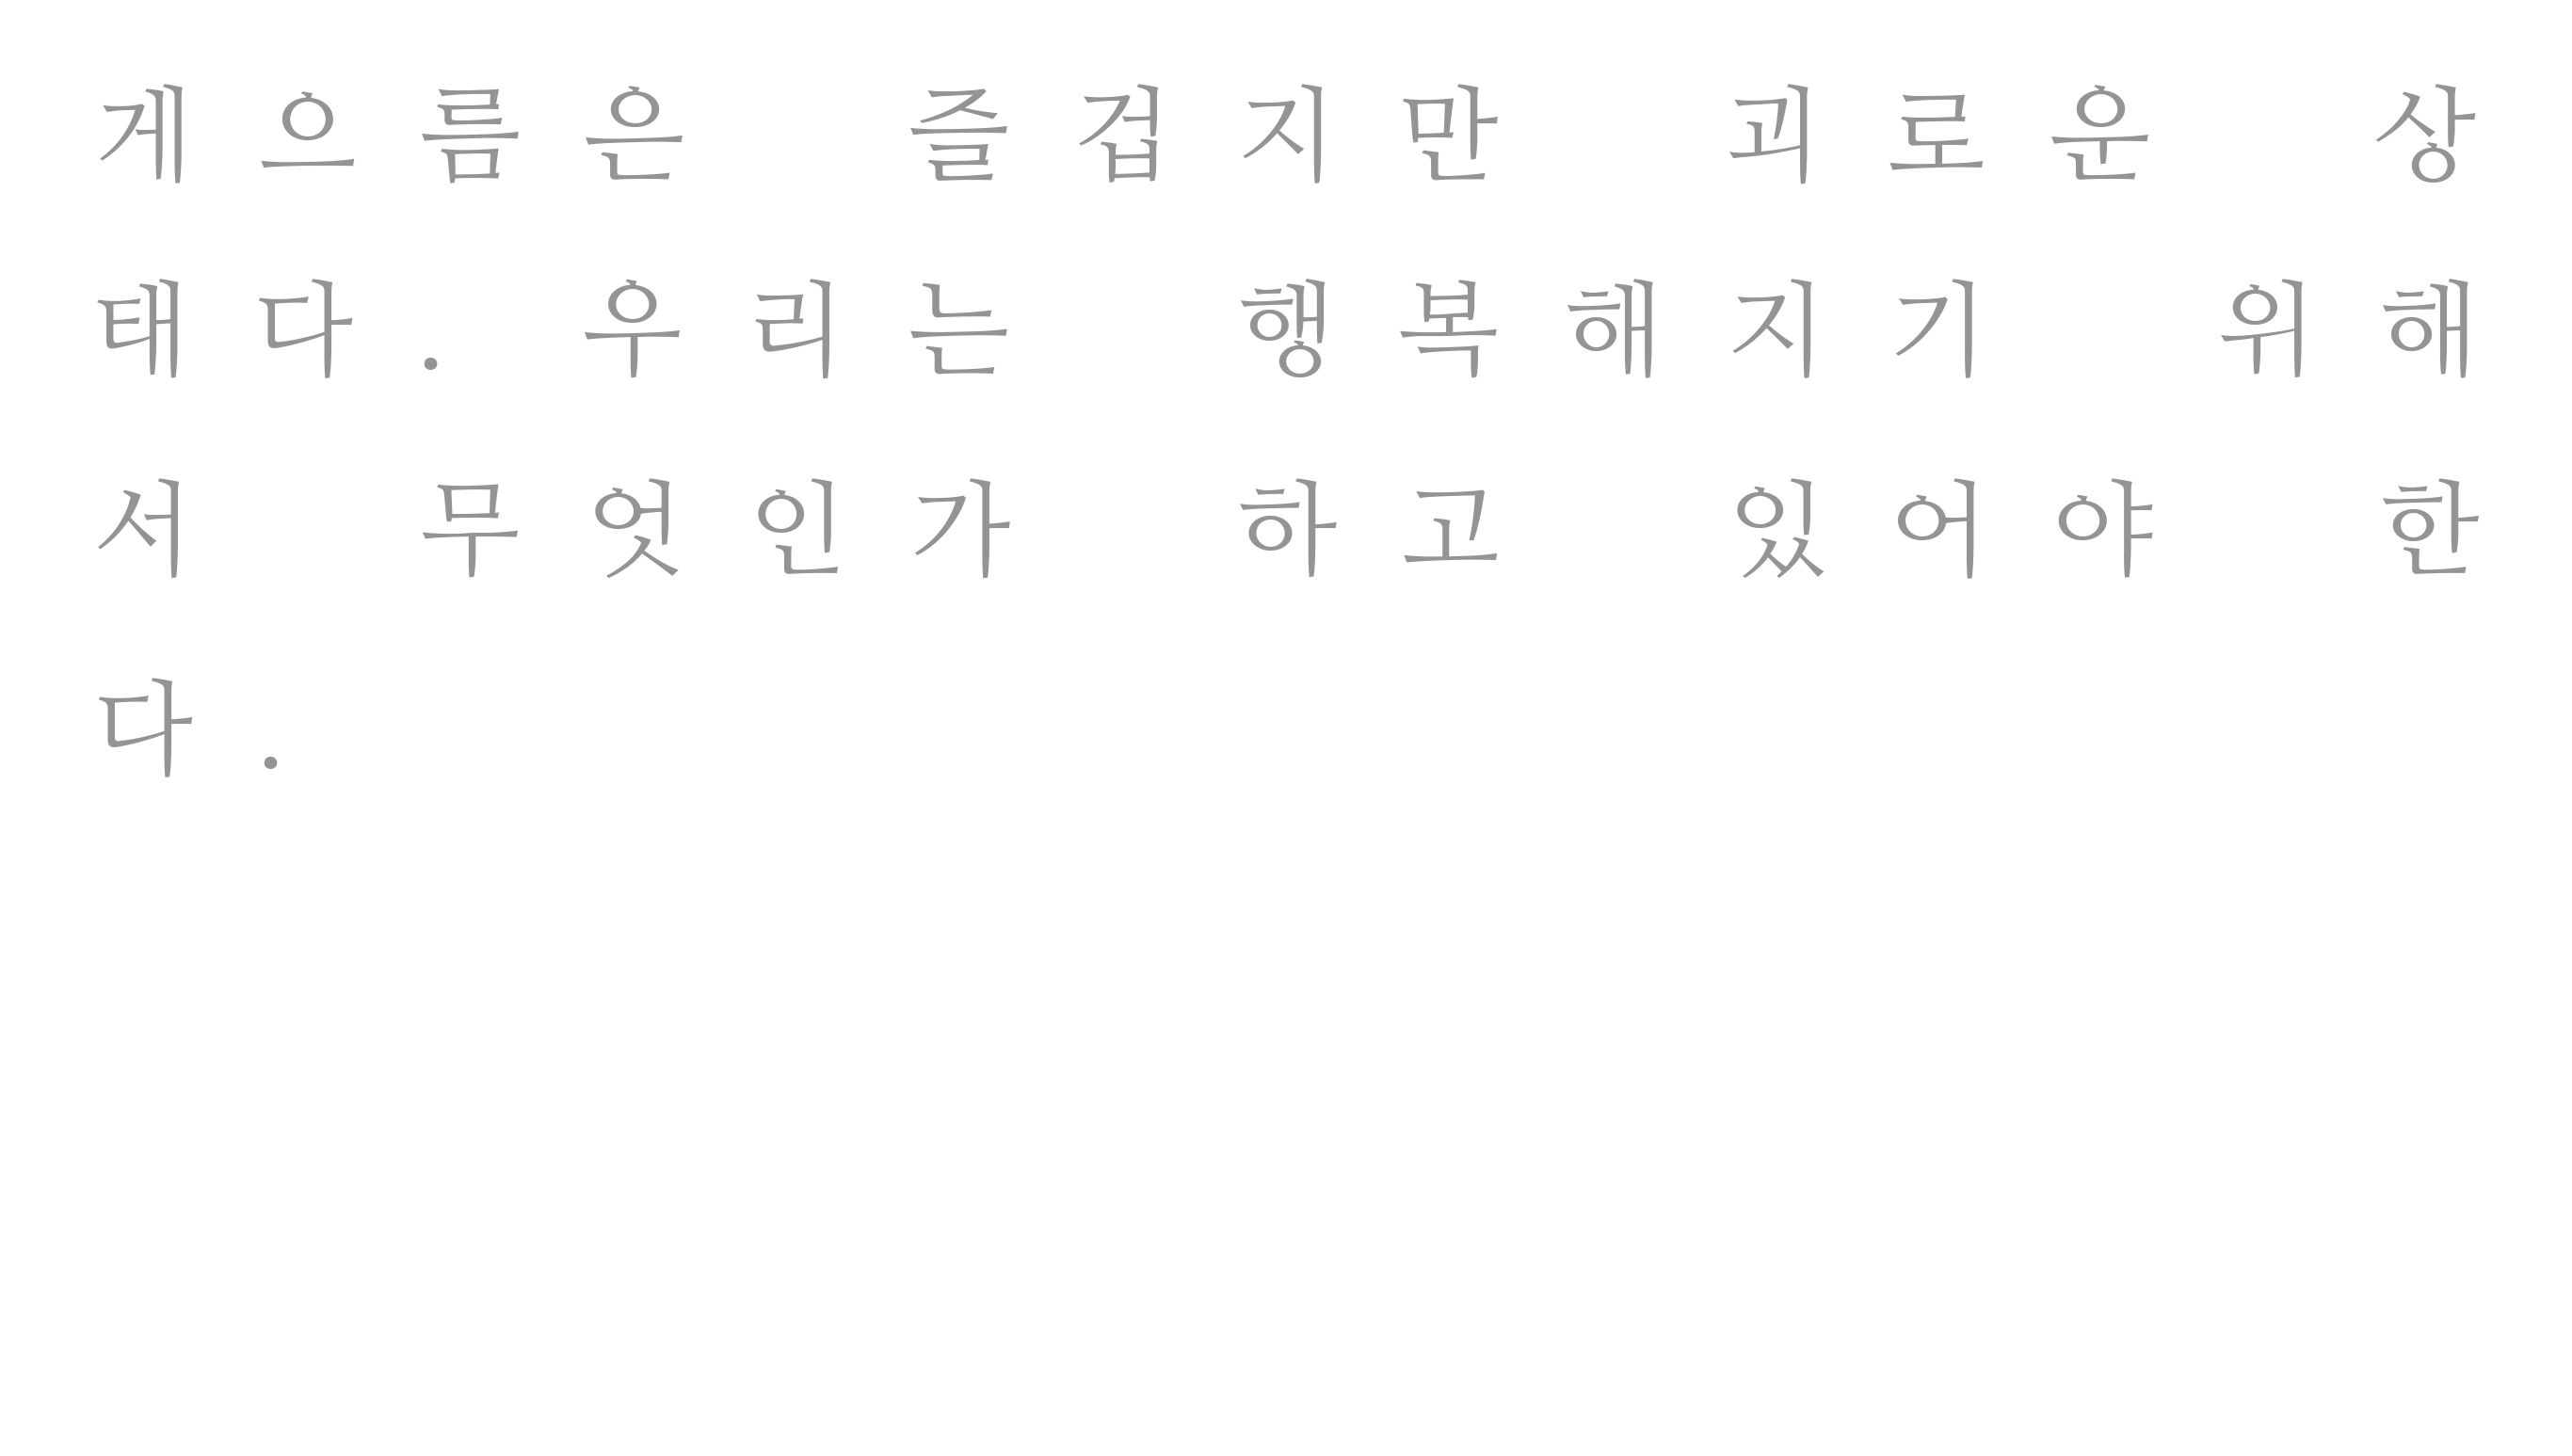 게으름은 즐겁지만 괴로운 상
태다. 우리는 행복해지기 위해
서 무엇인가 하고 있어야 한
다.